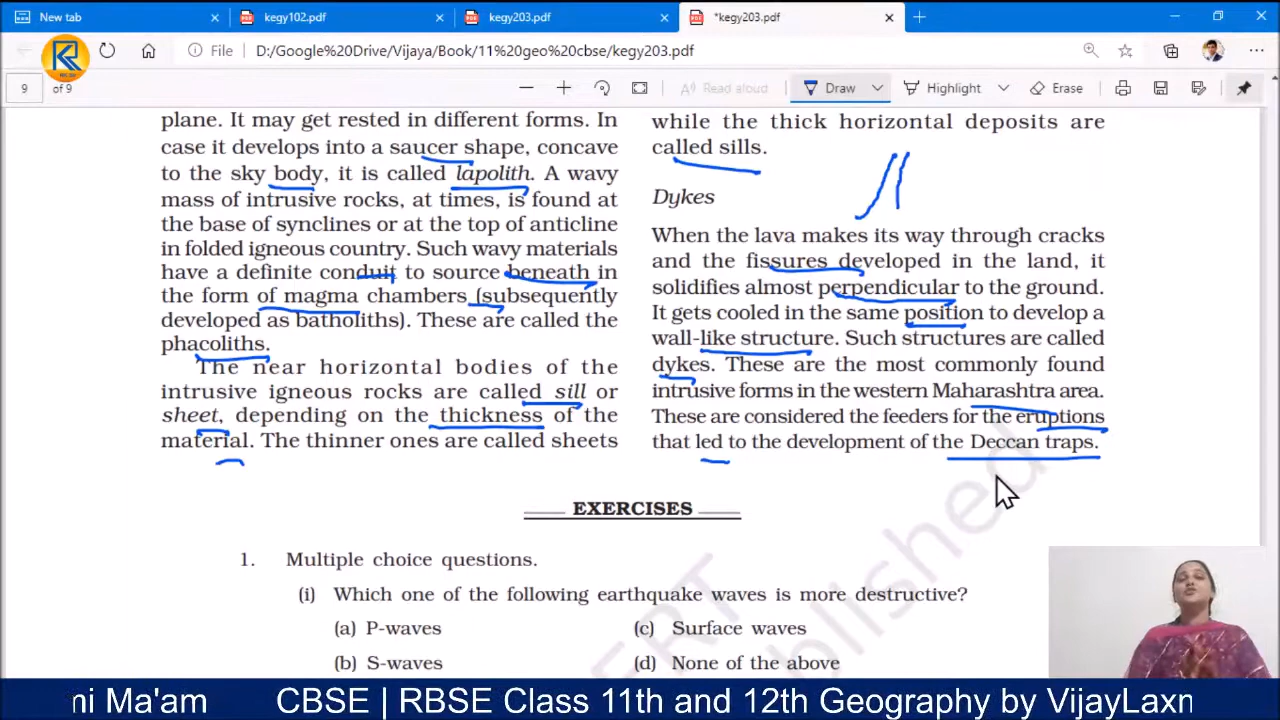 New tab
kegy102.pdf
kegy203.pdf
*kegy203.pdf
File
D:/Google%20Drive/Vijaya/Book/11%20geo%20cbse/kegy203.pdf
9
of 9
Read aloud
Draw
Highlight
Erase
plane. It may get rested in different forms. In
case it develops into a saucer shape, concave
to the sky body, it is called lapolith. A wavy
mass of intrusive rocks, at times, is found at
the base of synclines or at the top of anticline
in folded igneous country. Such wavy materials
have a definite conduit to source beneath in
the form of magma chambers (subsequently
developed as batholiths). These are called the
phacoliths.
The near horizontal bodies of the
intrusive igneous rocks are called sill or
sheet, depending on the thickness of the
material. The thinner ones are called sheets
while the thick horizontal deposits are
called sills.
Dykes
When the lava makes its way through cracks
and the fissures developed in the land, it
solidifies almost perpendicular to the ground.
It gets cooled in the same position to develop a
wall-like structure. Such structures are called
dykes. These are the most commonly found
intrusive forms in the western Maharashtra area.
These are considered the feeders for the eruptions
that led to the development of the Deccan traps.
EXERCISES
1. Multiple choice questions.
(i) Which one of the following earthquake waves is more destructive?
(a) P-waves
(c) Surface waves
(b) S-waves
(d) None of the above
ni Ma'am CBSE | RBSE Class 11th and 12th Geography by VijayLaxn